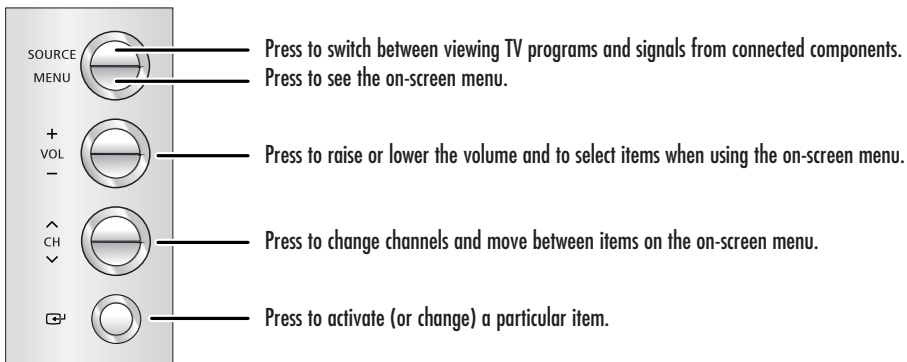 SOURCE
Press to switch between viewing TV programs and signals from connected components.
MENU
Press to see the on-screen menu.
+
VOL
−
Press to raise or lower the volume and to select items when using the on-screen menu.
CH
Press to change channels and move between items on the on-screen menu.
Press to activate (or change) a particular item.